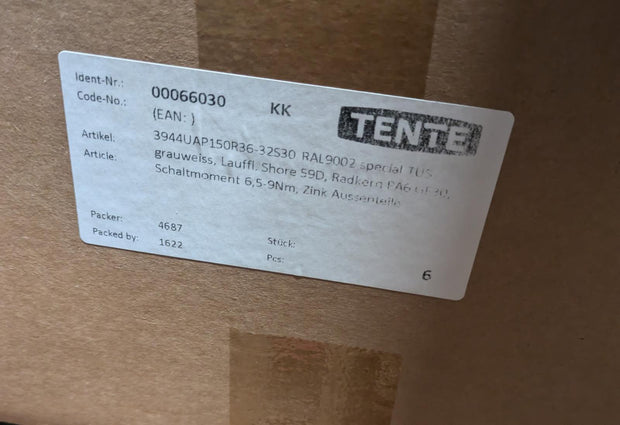 Ident-Nr.:
Code-No.: 00066030 KK
(EAN: )
TENTE
Artikel: 3944UAP150R36-32S30 RAL9002 special TUS
Article: grauweiss, Lauffl. Shore 59D, Radkern PA6 GF30,
Schaltmoment 6,5-9Nm, Zink Aussenteile
Packer: 4687
Packed by: 1622
Stück:
Pcs: 6